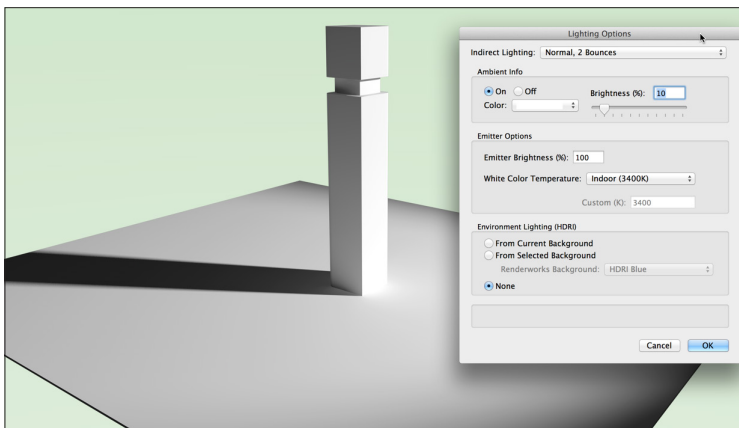 Lighting Options
Indirect Lighting: Normal, 2 Bounces
Ambient Info
On Off Brightness (%): 10
Color:
Emitter Options
Emitter Brightness (%): 100
White Color Temperature: Indoor (3400K)
Custom (K): 3400
Environment Lighting (HDRI)
From Current Background
From Selected Background
Renderworks Background: HDRI Blue
None
Cancel OK